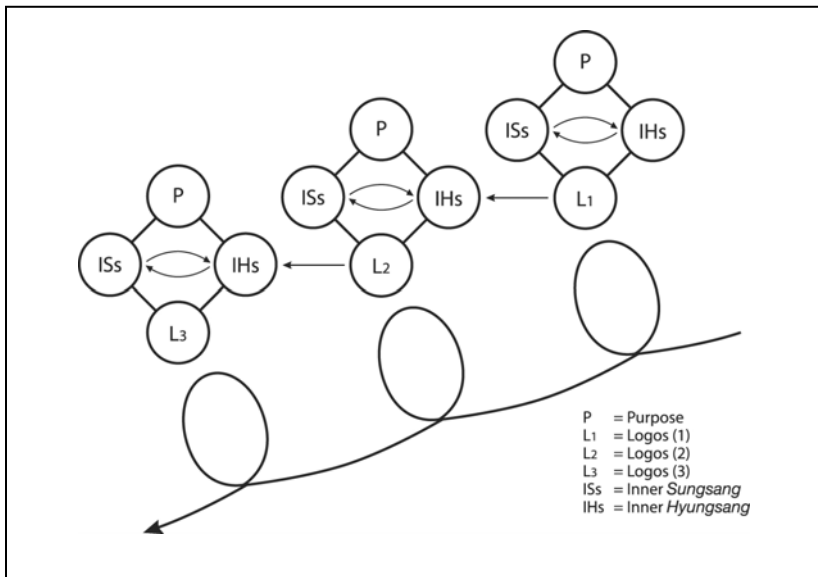 P
ISs IHs
L1
P
ISs IHs
L2
P
ISs IHs
L3
P = Purpose
L1 = Logos (1)
L2 = Logos (2)
L3 = Logos (3)
ISs = Inner Sungsang
IHs = Inner Hyungsang